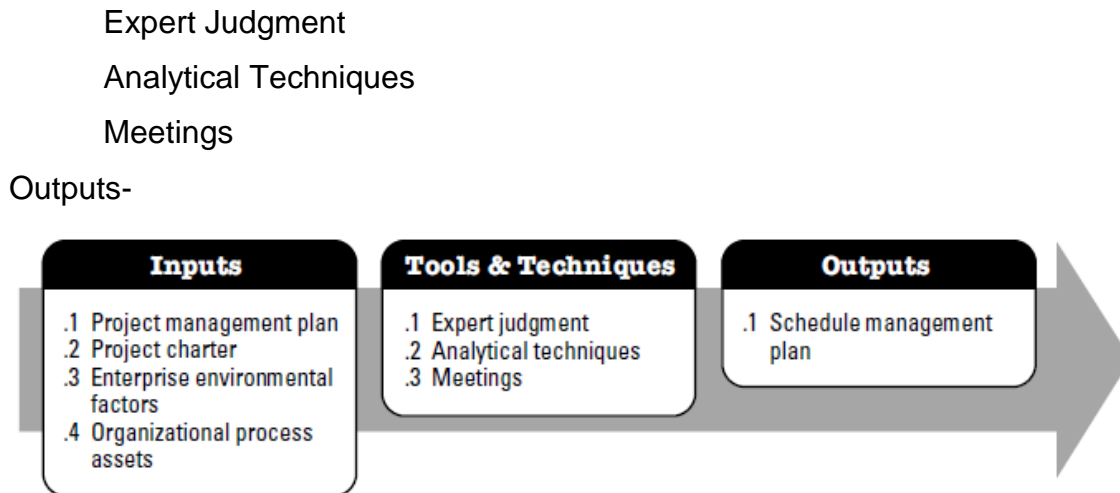 Expert Judgment
Analytical Techniques
Meetings
Outputs-
Inputs
.1 Project management plan
.2 Project charter
.3 Enterprise environmental
factors
.4 Organizational process
assets
Tools & Techniques
.1 Expert judgment
.2 Analytical techniques
.3 Meetings
Outputs
.1 Schedule management
plan